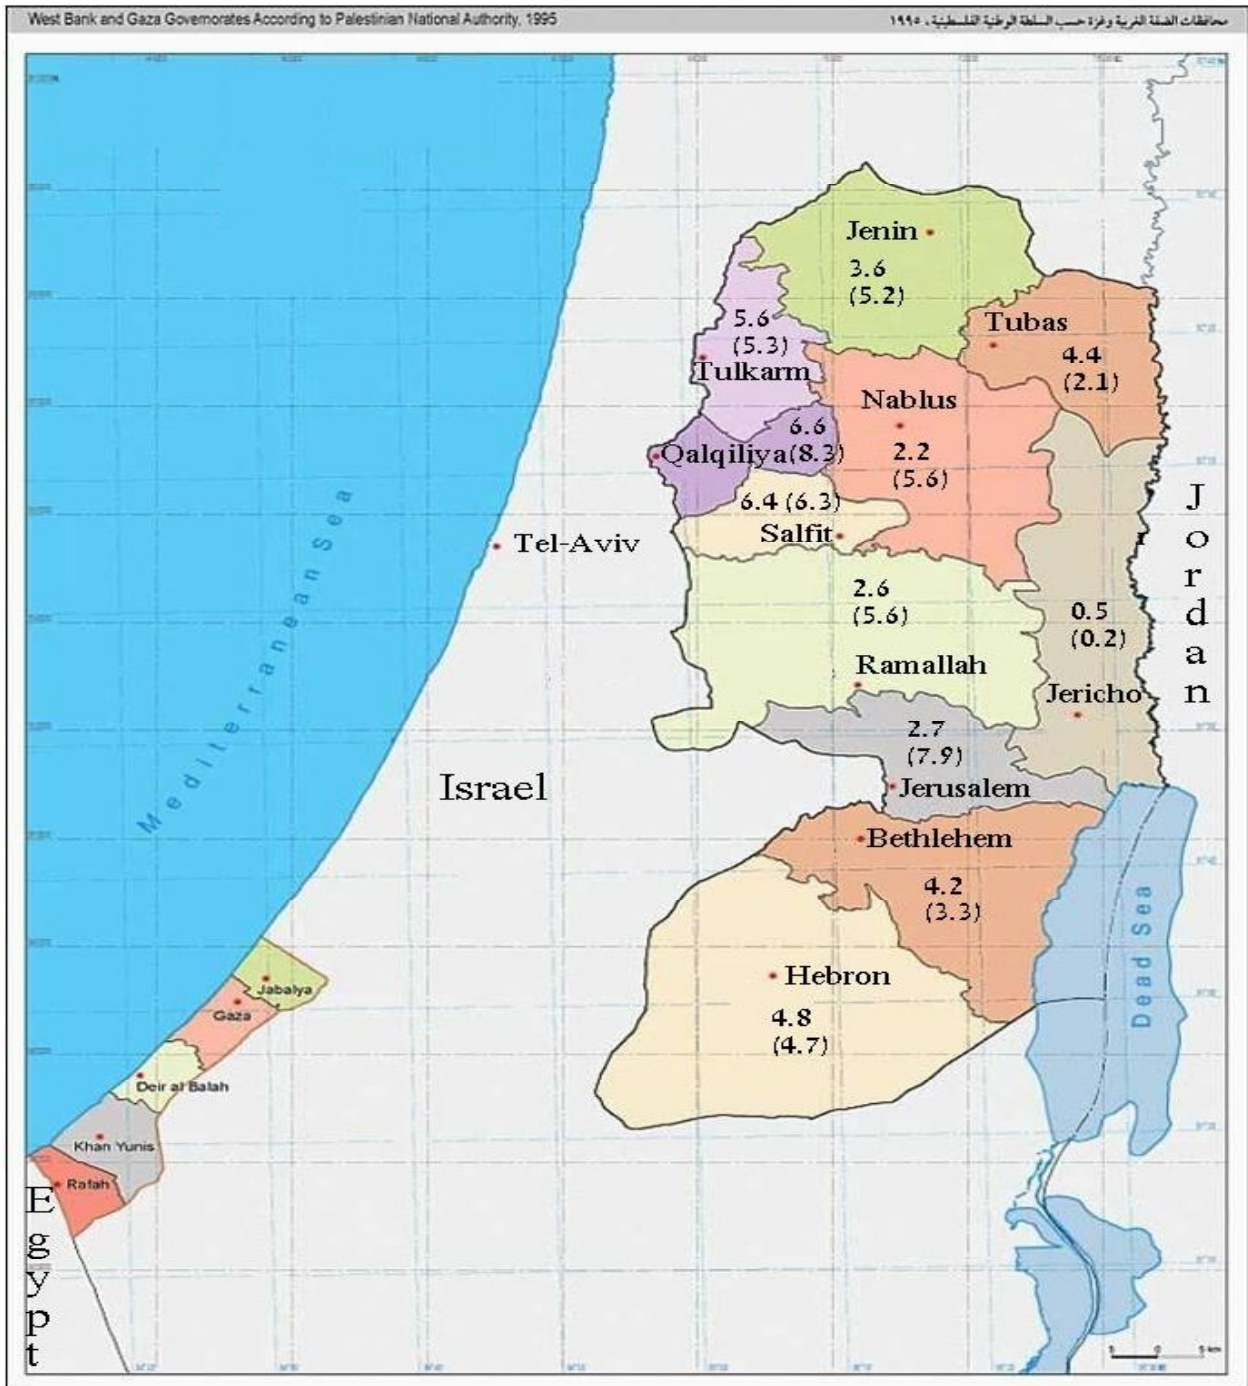 West Bank and Gaza Governorates According to Palestinian National Authority, 1995
محافظات الضفة الغربية وغزة حسب السلطة الوطنية الفلسطينية، ١٩٩٥
Jenin
3.6
(5.2)
5.6
(5.3)
Tulkarm
Tubas
4.4
(2.1)
Nablus
2.2
(5.6)
6.6
Qalqiliya(8.3)
6.4 (6.3)
Salfit
Tel-Aviv
Jordan
2.6
(5.6)
Ramallah
0.5
(0.2)
Jericho
Mediterranean Sea
2.7
(7.9)
Jerusalem
Israel
Bethlehem
4.2
(3.3)
Dead Sea
Hebron
4.8
(4.7)
Jabalya
Gaza
Deir al Balah
Khan Yunis
Rafah
Egypt
5 0 5 km